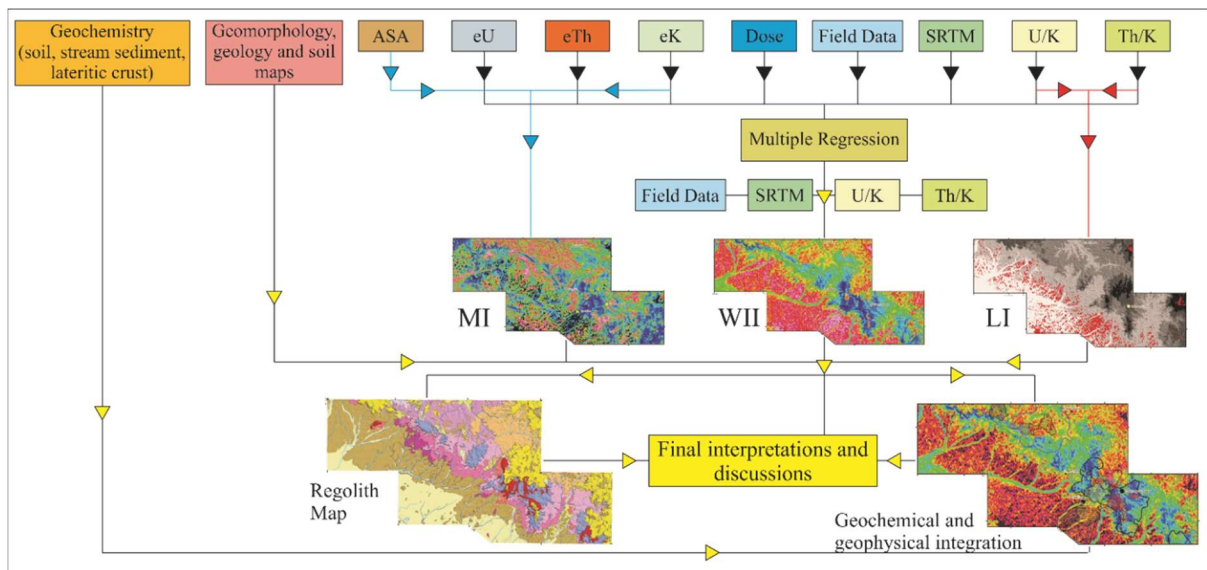 Geochemistry
(soil, stream sediment,
lateritic crust)
Geomorphology,
geology and soil
maps
ASA
eU
eTh
eK
Dose
Field Data
SRTM
U/K
Th/K
Multiple Regression
Field Data
SRTM
U/K
Th/K
MI
WII
LI
Regolith
Map
Final interpretations and
discussions
Geochemical and
geophysical integration